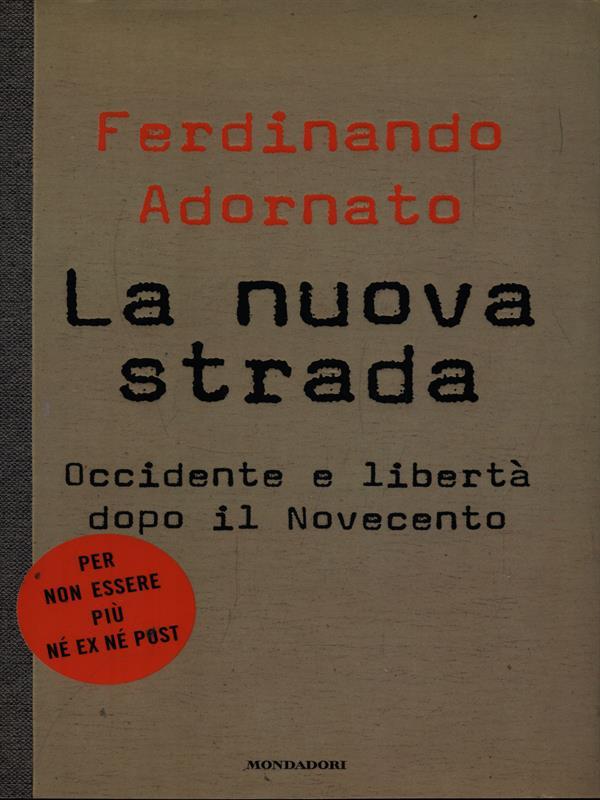 Ferdinando
Adornato
La nuova
strada
Occidente e libertà
dopo il Novecento
PER
NON ESSERE
PIÙ
NÉ EX NÉ POST
MONDADORI